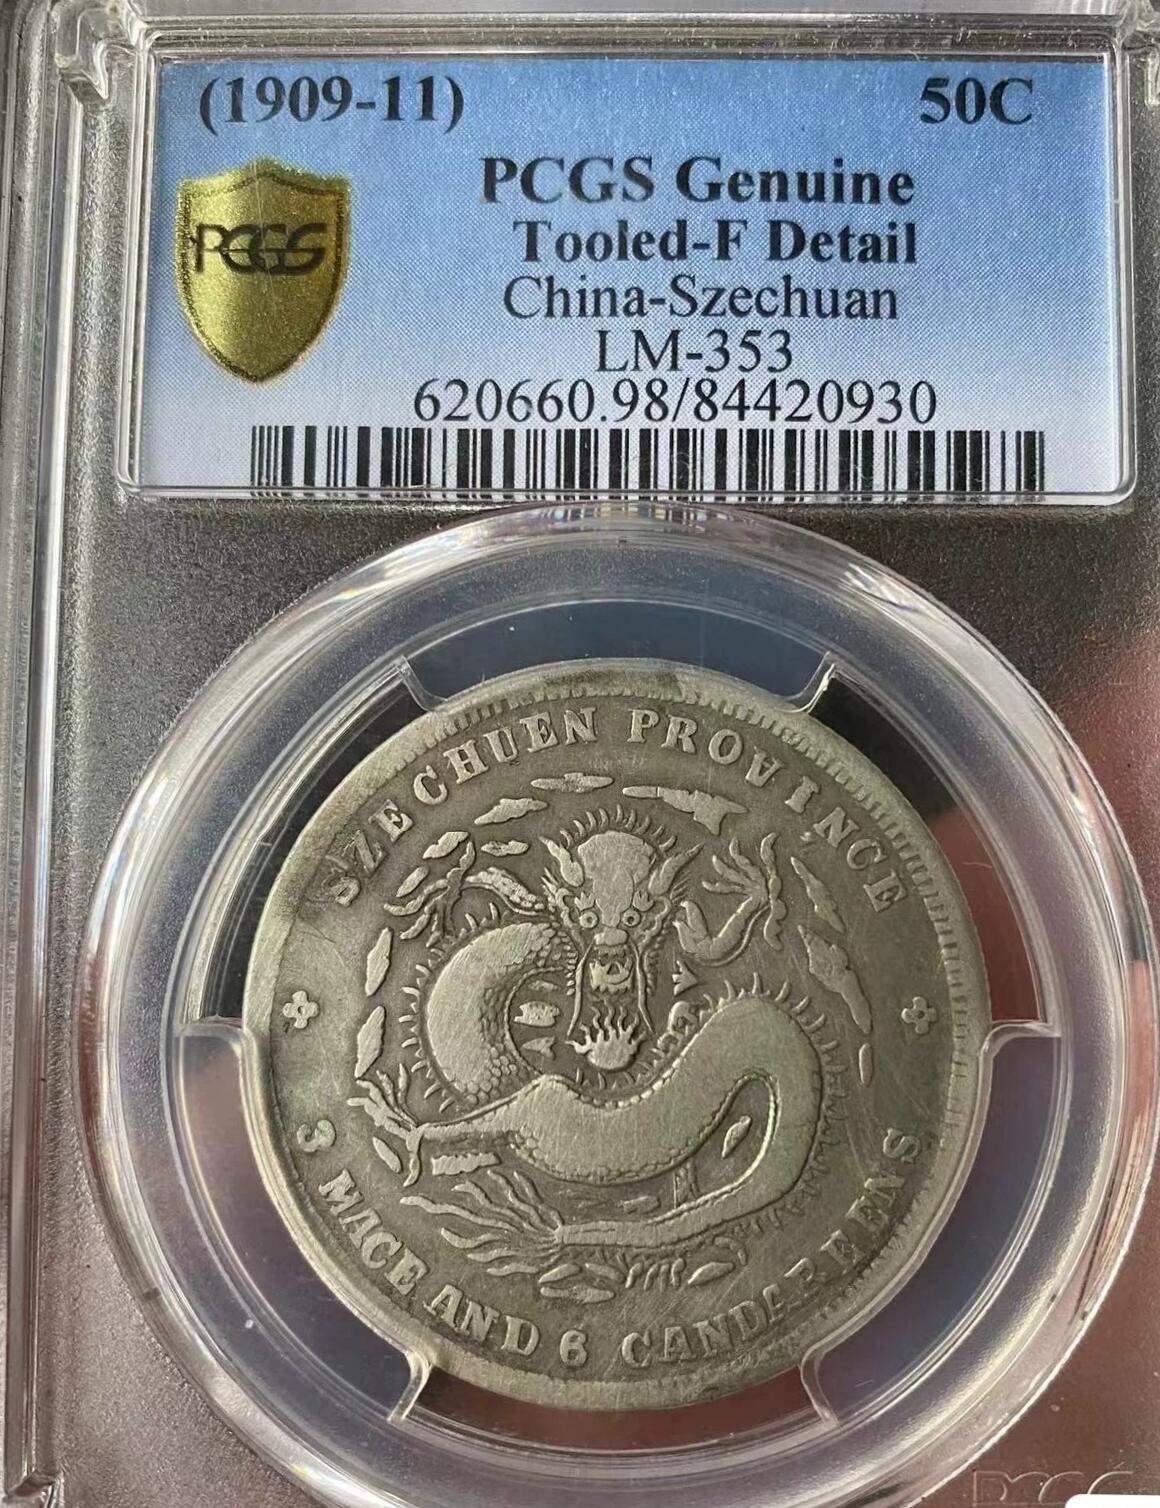 (1909-11) 50C
PCGS Genuine
PCGS
Tooled-F Detail
China-Szechuan
LM-353
620660.98/84420930
SZECHUEN PROVINCE
3 MACE AND 6 CANDAREENS
PCGS